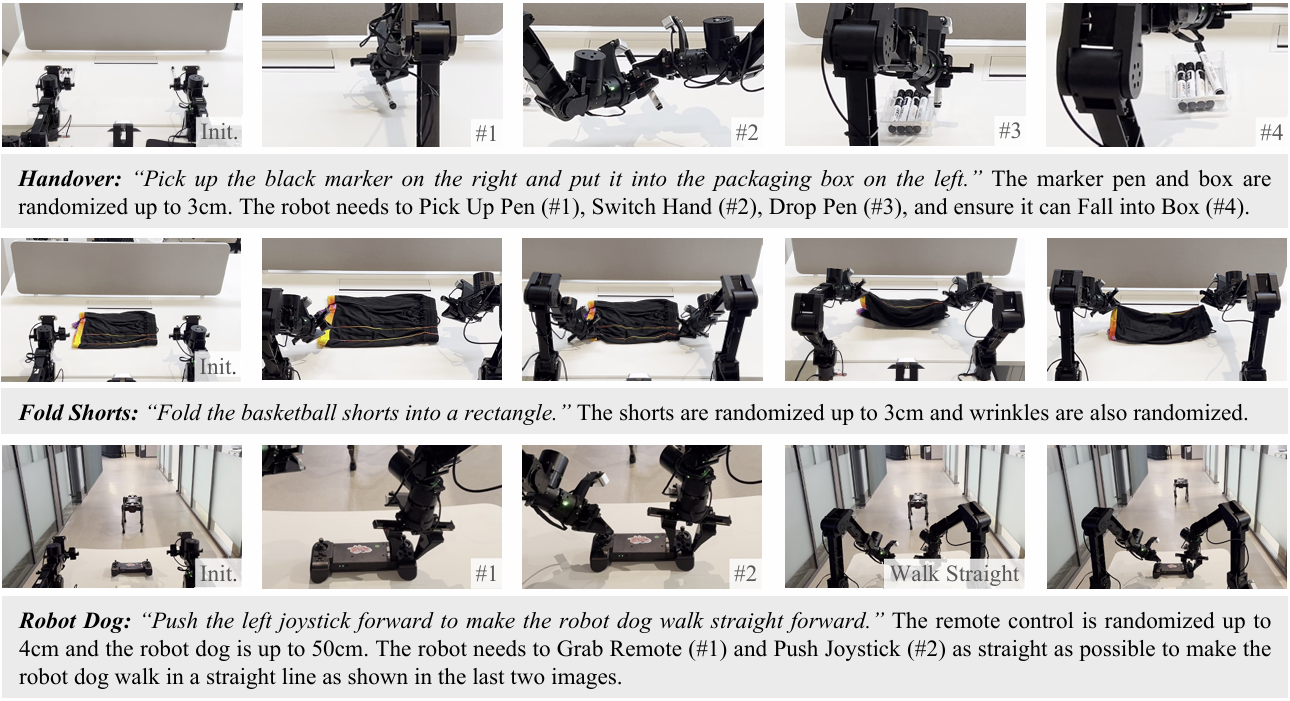 Init.
#1
#2
#3
#4
Handover: “Pick up the black marker on the right and put it into the packaging box on the left.” The marker pen and box are
randomized up to 3cm. The robot needs to Pick Up Pen (#1), Switch Hand (#2), Drop Pen (#3), and ensure it can Fall into Box (#4).
Init.
Fold Shorts: “Fold the basketball shorts into a rectangle.” The shorts are randomized up to 3cm and wrinkles are also randomized.
Init.
#1
#2
Walk Straight
Robot Dog: “Push the left joystick forward to make the robot dog walk straight forward.” The remote control is randomized up to
4cm and the robot dog is up to 50cm. The robot needs to Grab Remote (#1) and Push Joystick (#2) as straight as possible to make the
robot dog walk in a straight line as shown in the last two images.